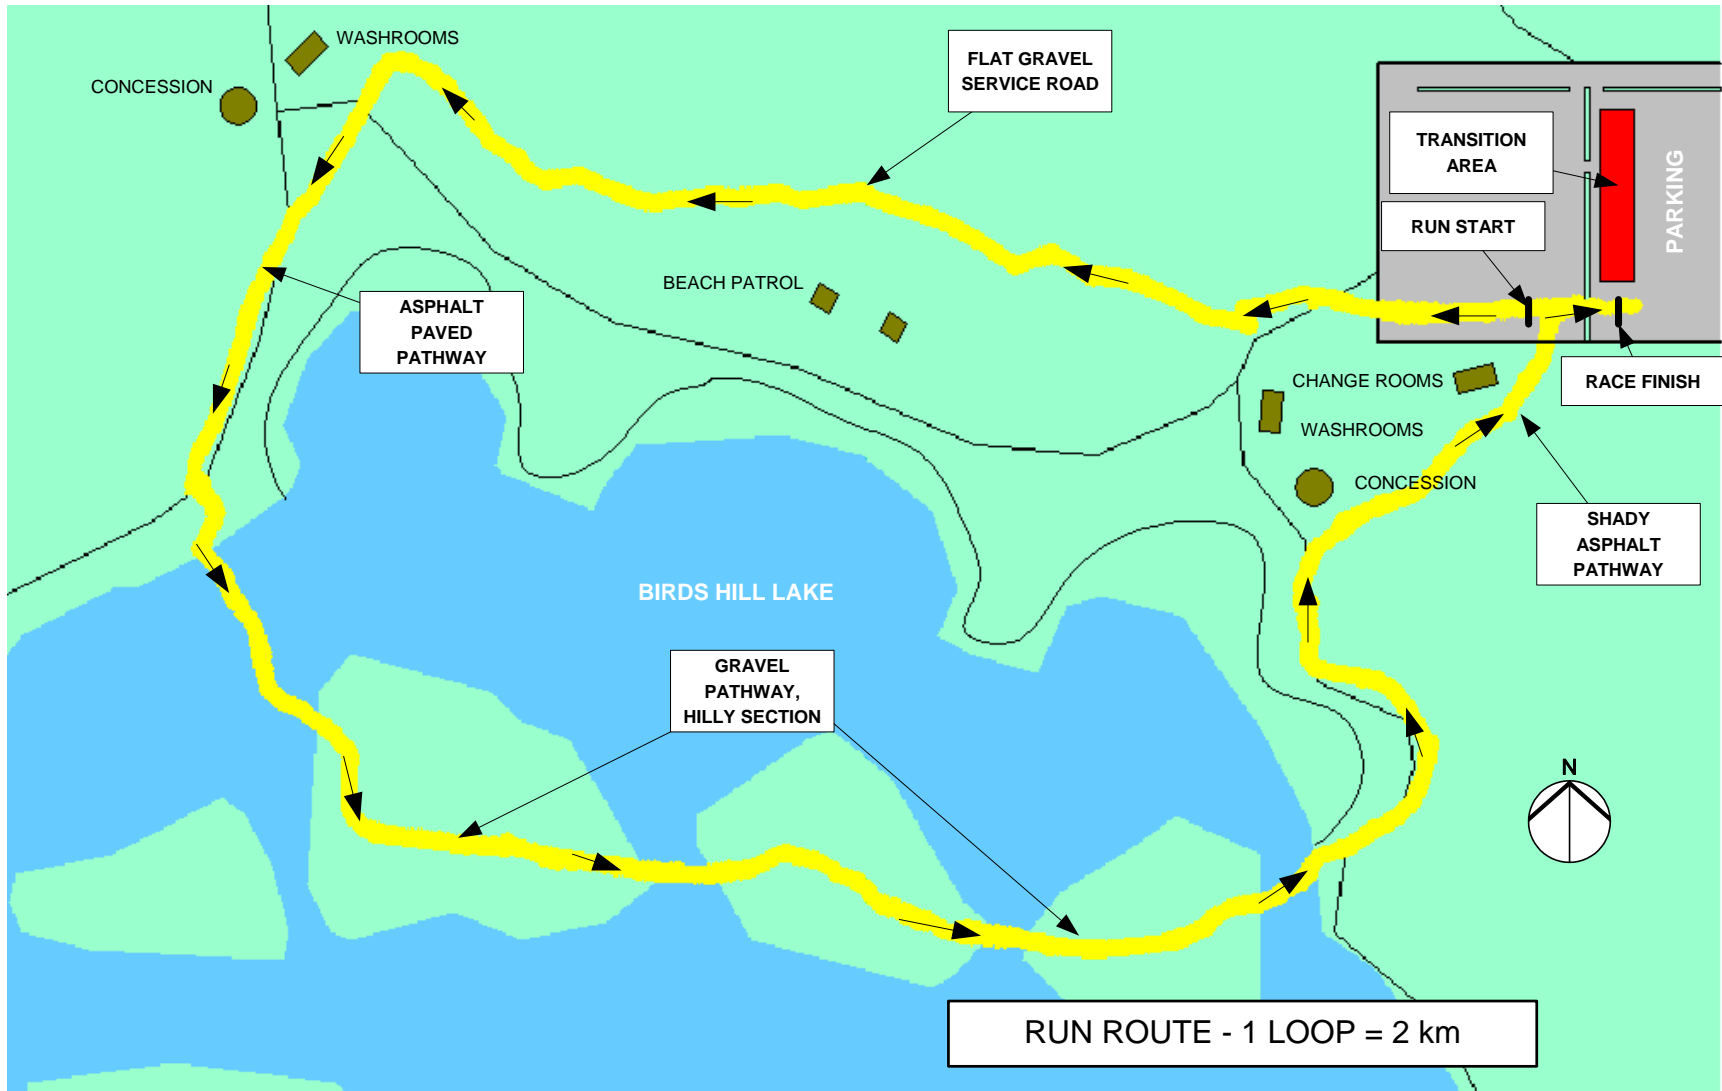 WASHROOMS
CONCESSION
FLAT GRAVEL
SERVICE ROAD
TRANSITION
AREA
PARKING
RUN START
BEACH PATROL
ASPHALT
PAVED
PATHWAY
CHANGE ROOMS
RACE FINISH
WASHROOMS
CONCESSION
SHADY
ASPHALT
PATHWAY
BIRDS HILL LAKE
GRAVEL
PATHWAY,
HILLY SECTION
N
RUN ROUTE - 1 LOOP = 2 km